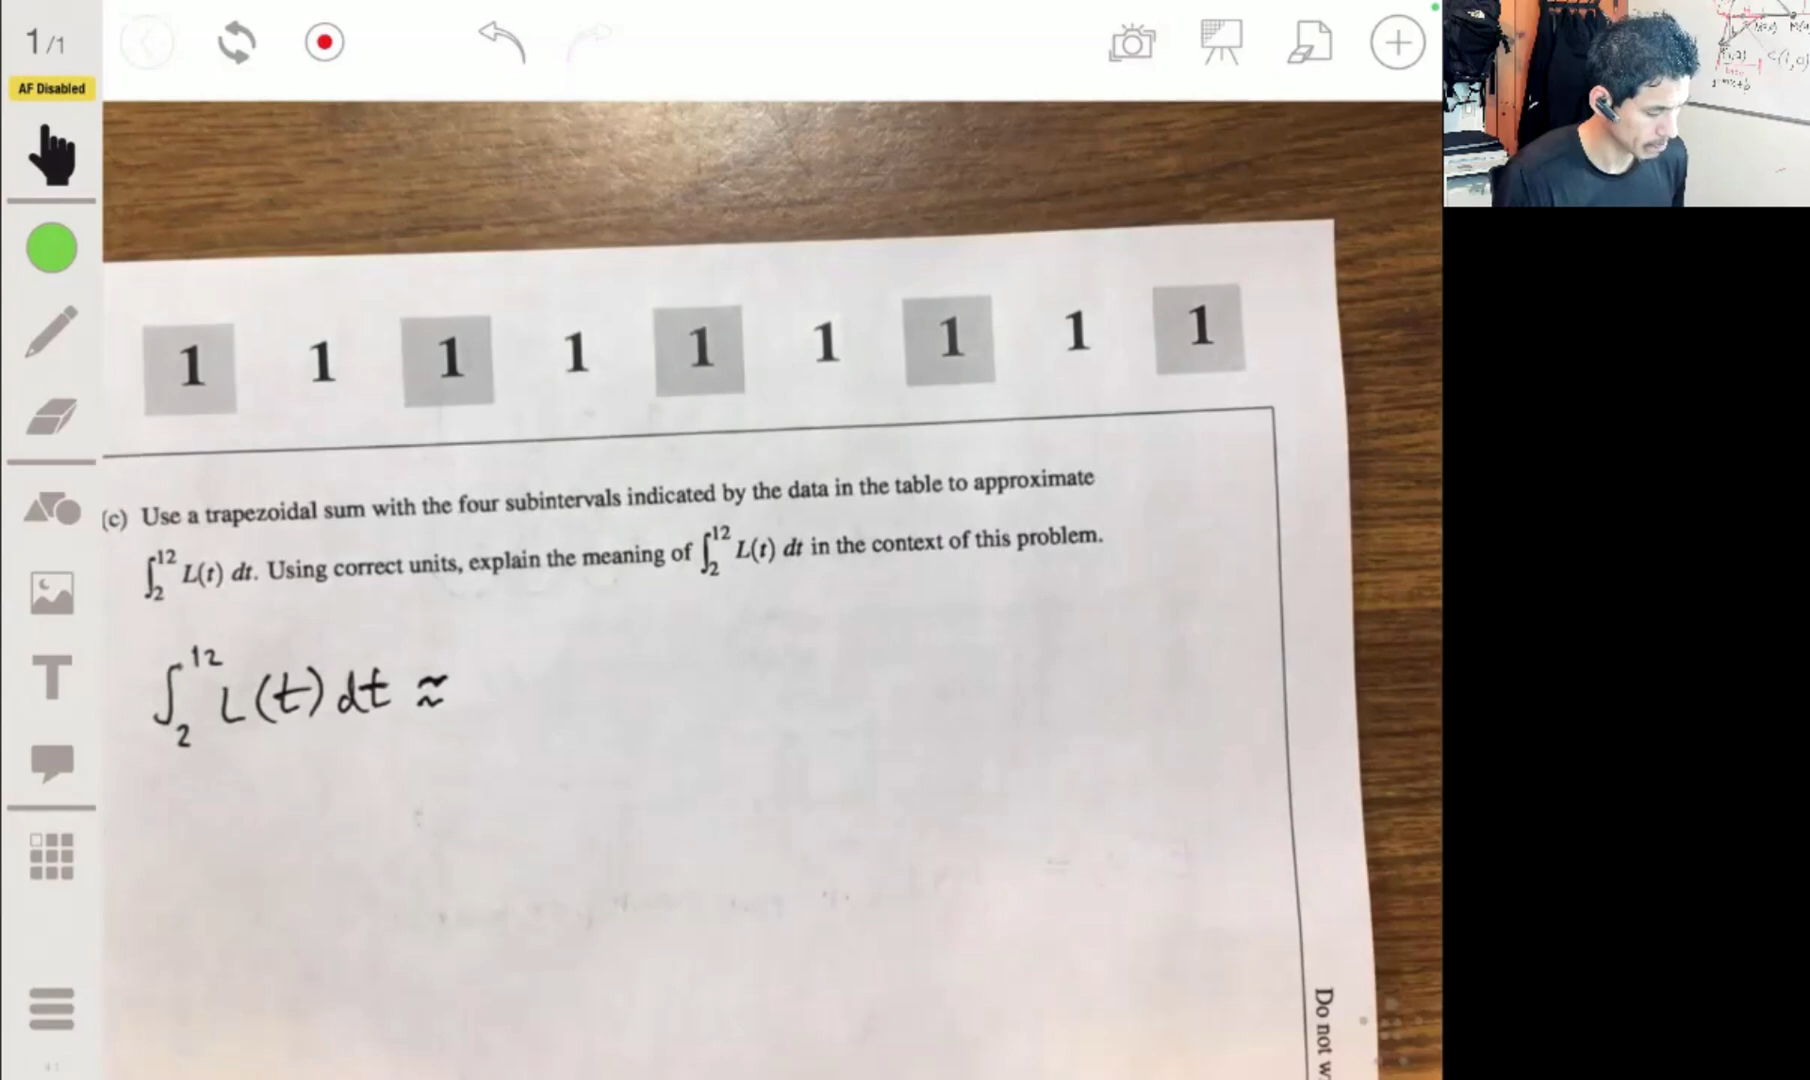 1/1
AF Disabled
1 1 1 1 1 1 1 1 1
(c) Use a trapezoidal sum with the four subintervals indicated by the data in the table to approximate
∫₂¹² L(t) dt. Using correct units, explain the meaning of ∫₂¹² L(t) dt in the context of this problem.
∫₂¹² L(t) dt ≈
T
Do not w